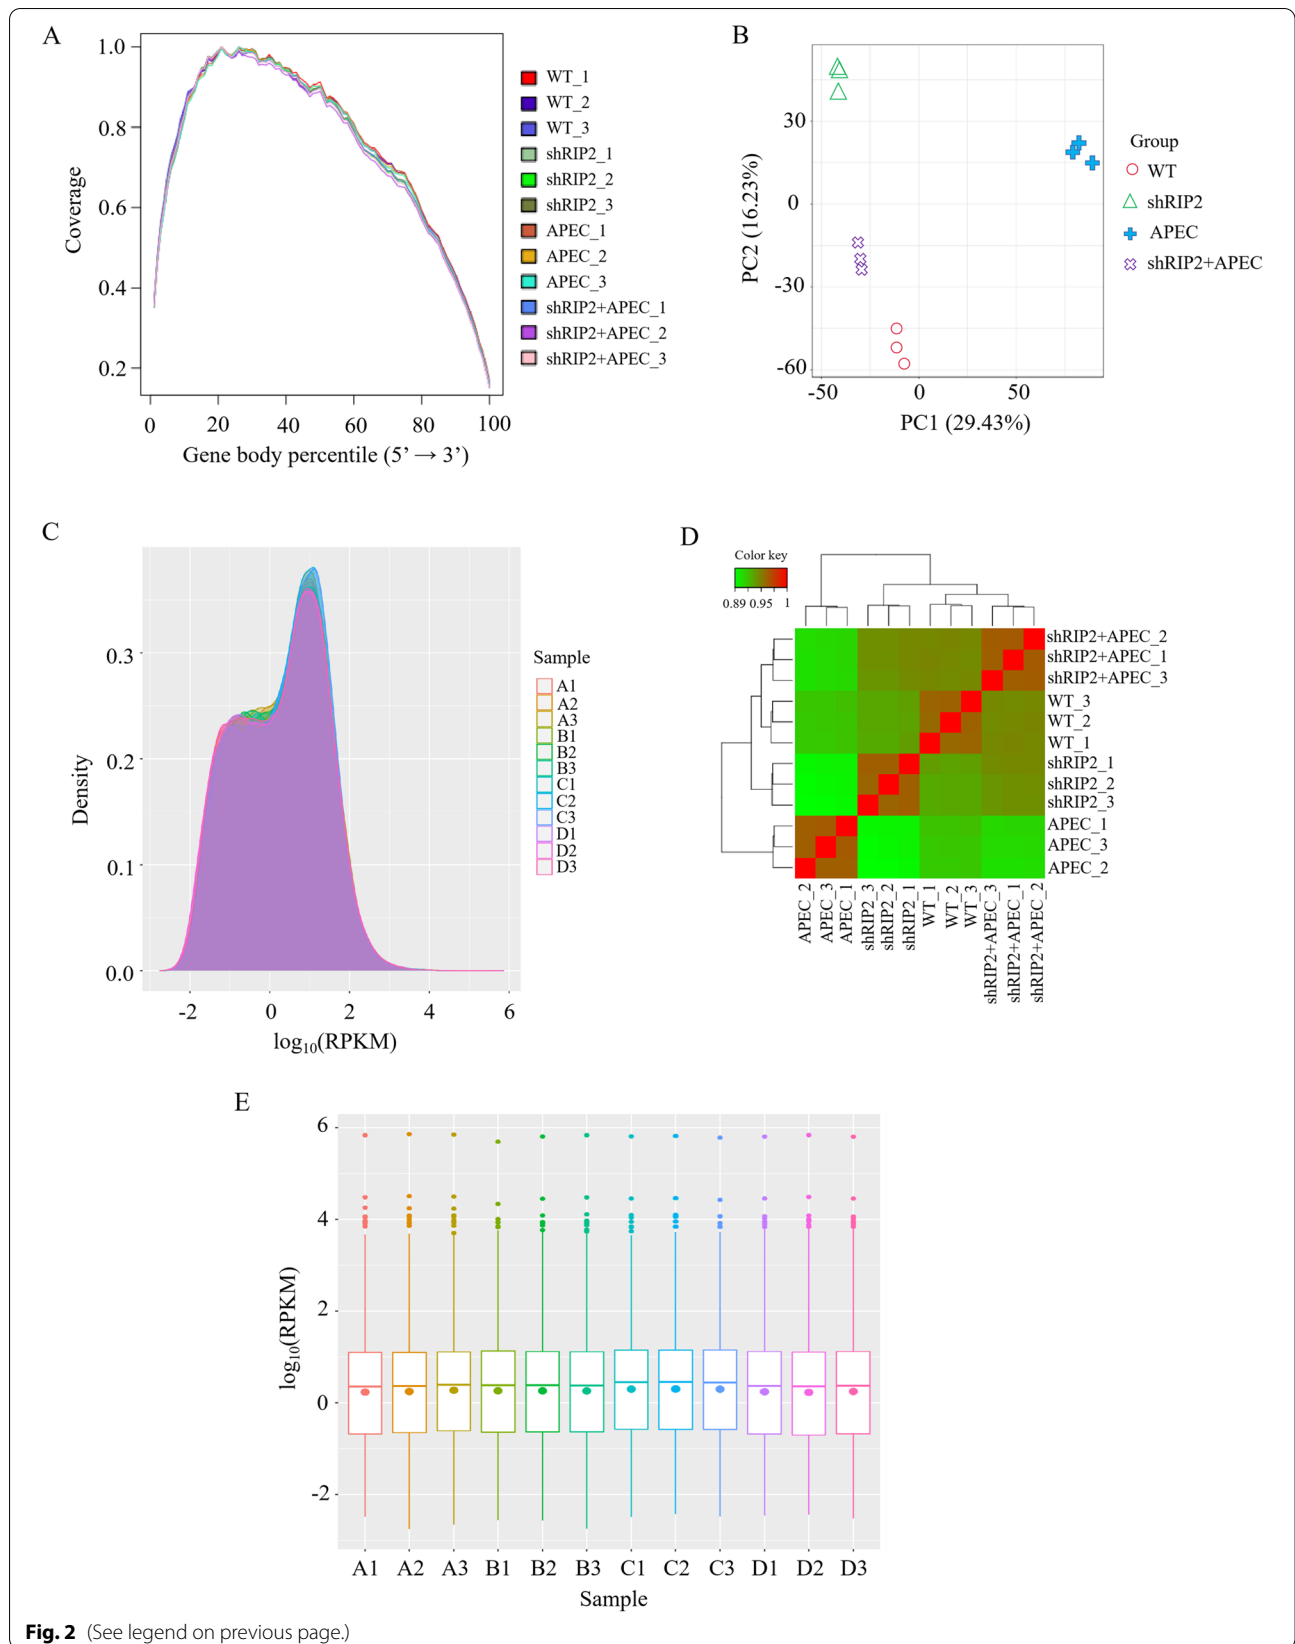 A
1.0
0.8
0.6
0.4
0.2
Coverage
0 20 40 60 80 100
Gene body percentile (5’ → 3’)
WT_1
WT_2
WT_3
shRIP2_1
shRIP2_2
shRIP2_3
APEC_1
APEC_2
APEC_3
shRIP2+APEC_1
shRIP2+APEC_2
shRIP2+APEC_3
B
30
0
-30
-60
PC2 (16.23%)
-50 0 50
PC1 (29.43%)
Group
WT
shRIP2
APEC
shRIP2+APEC
C
0.3
0.2
0.1
0.0
Density
-2 0 2 4 6
log10(RPKM)
Sample
A1
A2
A3
B1
B2
B3
C1
C2
C3
D1
D2
D3
D
Color key
0.89 0.95 1
shRIP2+APEC_2
shRIP2+APEC_1
shRIP2+APEC_3
WT_3
WT_2
WT_1
shRIP2_1
shRIP2_2
shRIP2_3
APEC_1
APEC_3
APEC_2
APEC_2
APEC_3
APEC_1
shRIP2_3
shRIP2_2
shRIP2_1
WT_1
WT_2
WT_3
shRIP2+APEC_3
shRIP2+APEC_1
shRIP2+APEC_2
E
6
4
2
0
-2
log10(RPKM)
A1 A2 A3 B1 B2 B3 C1 C2 C3 D1 D2 D3
Sample
Fig. 2 (See legend on previous page.)